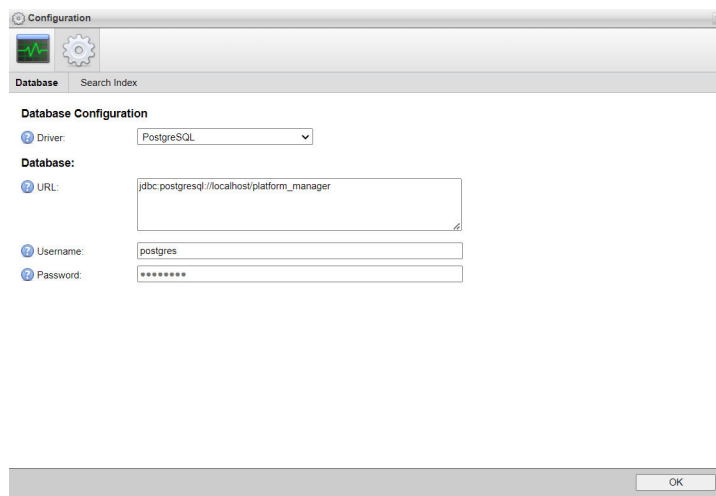 Configuration
Database Search Index
Database Configuration
Driver: PostgreSQL
Database:
URL: jdbc:postgresql://localhost/platform_manager
Username: postgres
Password: ●●●●●●●●
OK